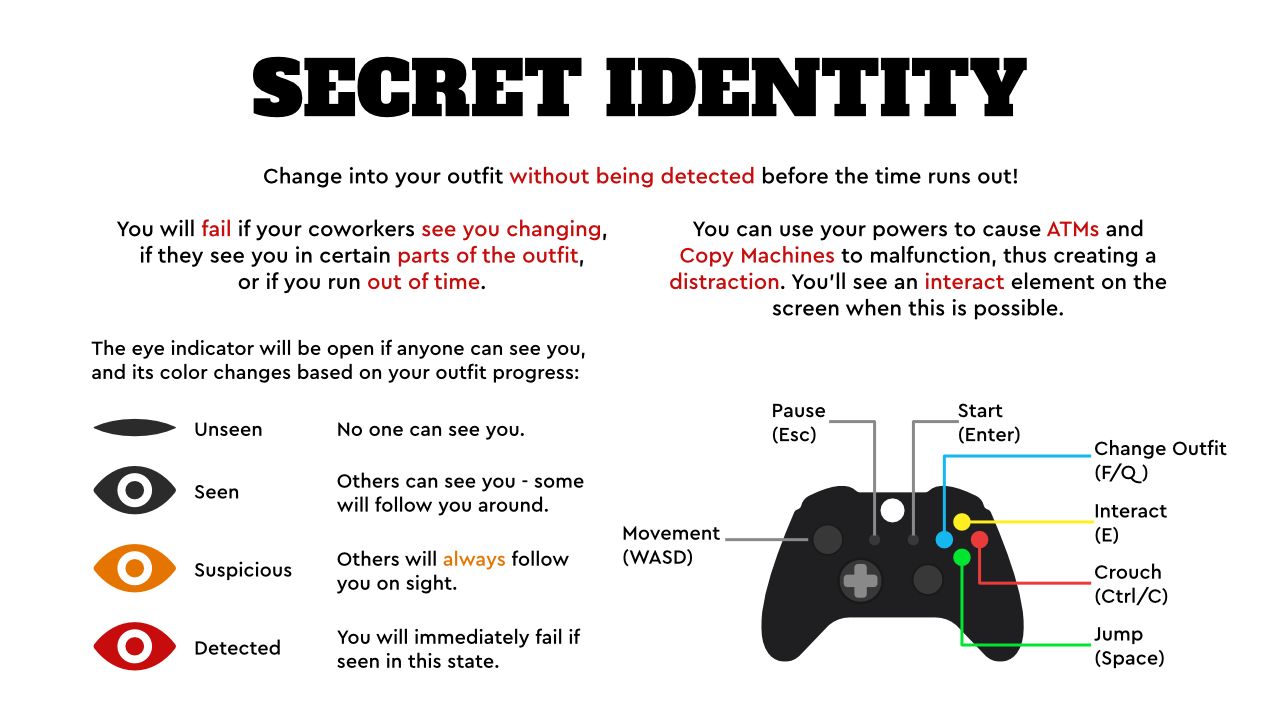 SECRET IDENTITY
Change into your outfit without being detected before the time runs out!
You will fail if your coworkers see you changing,
if they see you in certain parts of the outfit,
or if you run out of time.
You can use your powers to cause ATMs and
Copy Machines to malfunction, thus creating a
distraction. You'll see an interact element on the
screen when this is possible.
The eye indicator will be open if anyone can see you,
and its color changes based on your outfit progress:
Unseen
No one can see you.
Seen
Others can see you - some
will follow you around.
Suspicious
Others will always follow
you on sight.
Detected
You will immediately fail if
seen in this state.
Pause
(Esc)
Start
(Enter)
Change Outfit
(F/Q)
Interact
(E)
Movement
(WASD)
Crouch
(Ctrl/C)
Jump
(Space)